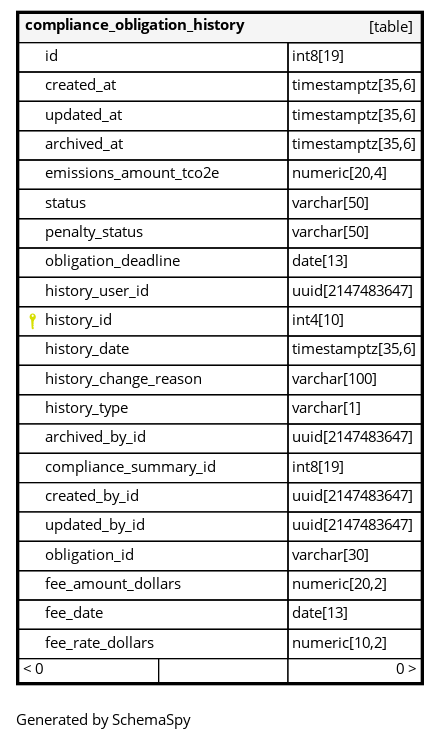 compliance_obligation_history [table]
id int8[19]
created_at timestamptz[35,6]
updated_at timestamptz[35,6]
archived_at timestamptz[35,6]
emissions_amount_tco2e numeric[20,4]
status varchar[50]
penalty_status varchar[50]
obligation_deadline date[13]
history_user_id uuid[2147483647]
history_id int4[10]
history_date timestamptz[35,6]
history_change_reason varchar[100]
history_type varchar[1]
archived_by_id uuid[2147483647]
compliance_summary_id int8[19]
created_by_id uuid[2147483647]
updated_by_id uuid[2147483647]
obligation_id varchar[30]
fee_amount_dollars numeric[20,2]
fee_date date[13]
fee_rate_dollars numeric[10,2]
< 0 0 >
Generated by SchemaSpy